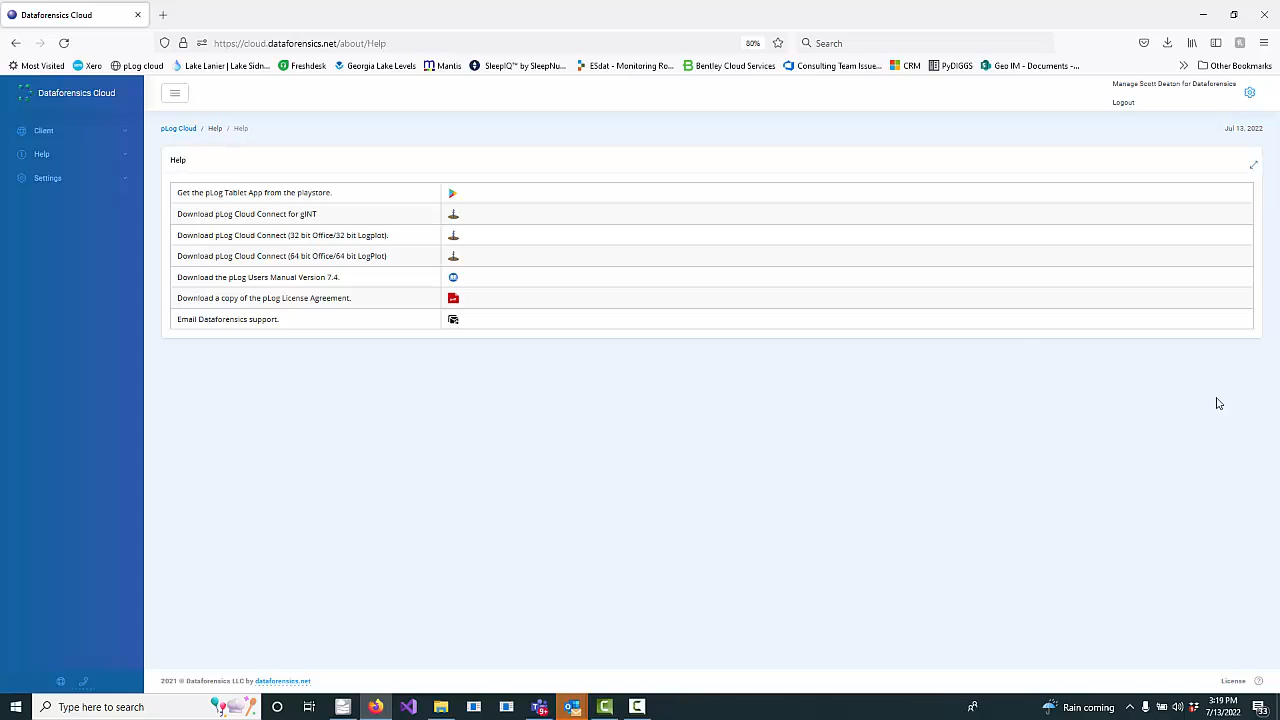 Dataforensics Cloud
https://cloud.dataforensics.net/about/Help
80%
Search
Most Visited
Xero
pLog cloud
Lake Lanier | Lake Sidn...
Freshdesk
Georgia Lake Levels
Mantis
SleepIQ™ by SleepNu...
ESdat - Monitoring Ro...
Bentley Cloud Services
Consulting Team Issue...
CRM
PyDIGGS
Geo IM - Documents -...
Other Bookmarks
Dataforensics Cloud
Manage Scott Deaton for Dataforensics
Logout
Client
Help
Settings
pLog Cloud / Help / Help
Jul 13, 2022
Help
Get the pLog Tablet App from the playstore.
Download pLog Cloud Connect for gINT
Download pLog Cloud Connect (32 bit Office/32 bit Logplot).
Download pLog Cloud Connect (64 bit Office/64 bit LogPlot)
Download the pLog Users Manual Version 7.4.
Download a copy of the pLog License Agreement.
Email Dataforensics support.
2021 © Dataforensics LLC by dataforensics.net
License
Type here to search
Rain coming
3:19 PM
7/13/2022